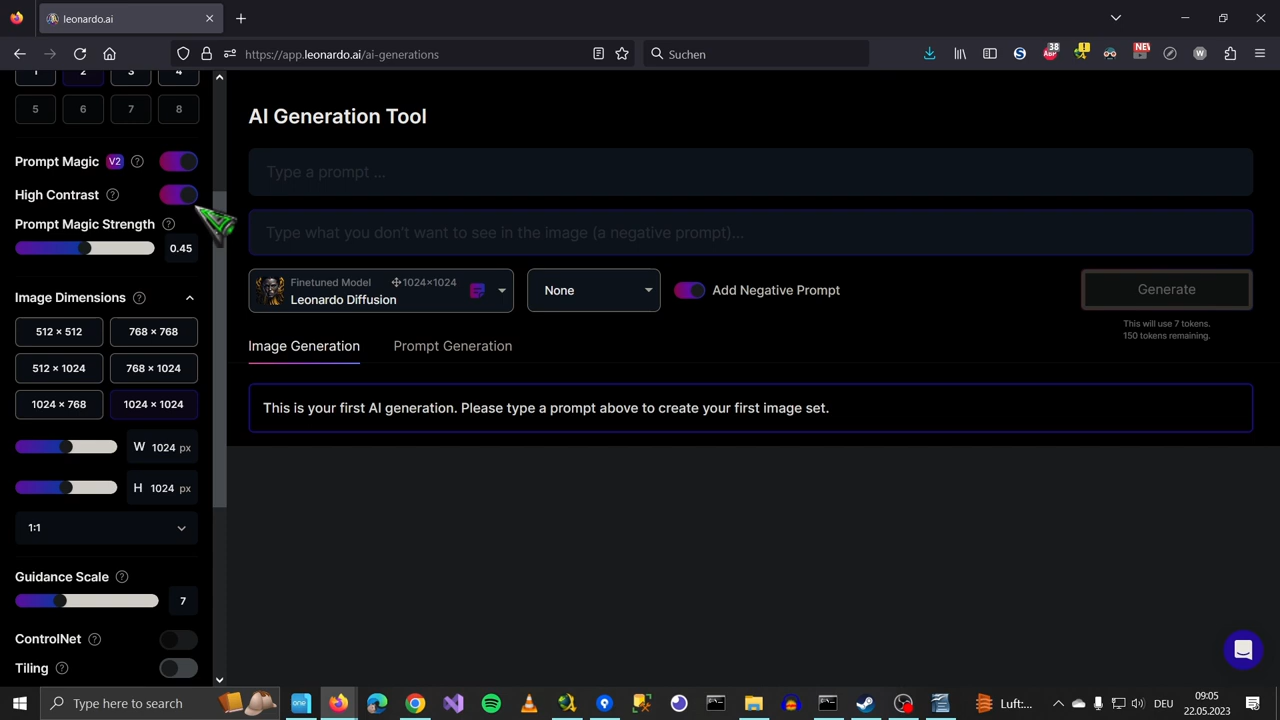 leonardo.ai
https://app.leonardo.ai/ai-generations
Suchen
38
NEW
1 2 3 4
5 6 7 8
Prompt Magic V2
High Contrast
Prompt Magic Strength
0.45
Image Dimensions
512 × 512 768 × 768
512 × 1024 768 × 1024
1024 × 768 1024 × 1024
W 1024 px
H 1024 px
1:1
Guidance Scale
7
ControlNet
Tiling
AI Generation Tool
Type a prompt ...
Type what you don't want to see in the image (a negative prompt)...
Finetuned Model 1024×1024
Leonardo Diffusion
None
Add Negative Prompt
Generate
This will use 7 tokens.
150 tokens remaining.
Image Generation Prompt Generation
This is your first AI generation. Please type a prompt above to create your first image set.
Type here to search
one
Luft...
DEU
09:05
22.05.2023